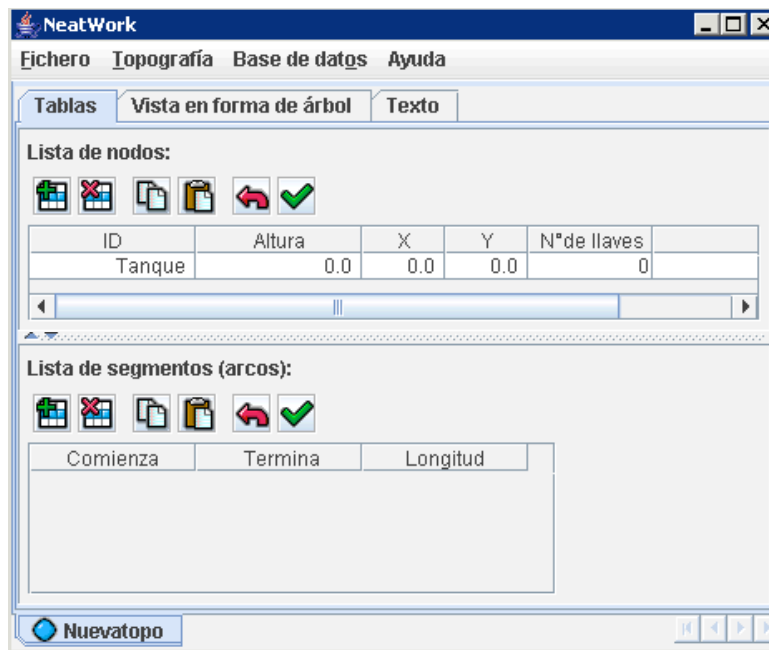 NeatWork
Fichero Topografía Base de datos Ayuda
Tablas Vista en forma de árbol Texto
Lista de nodos:
ID Altura X Y N°de llaves
Tanque 0.0 0.0 0.0 0
Lista de segmentos (arcos):
Comienza Termina Longitud
Nuevatopo